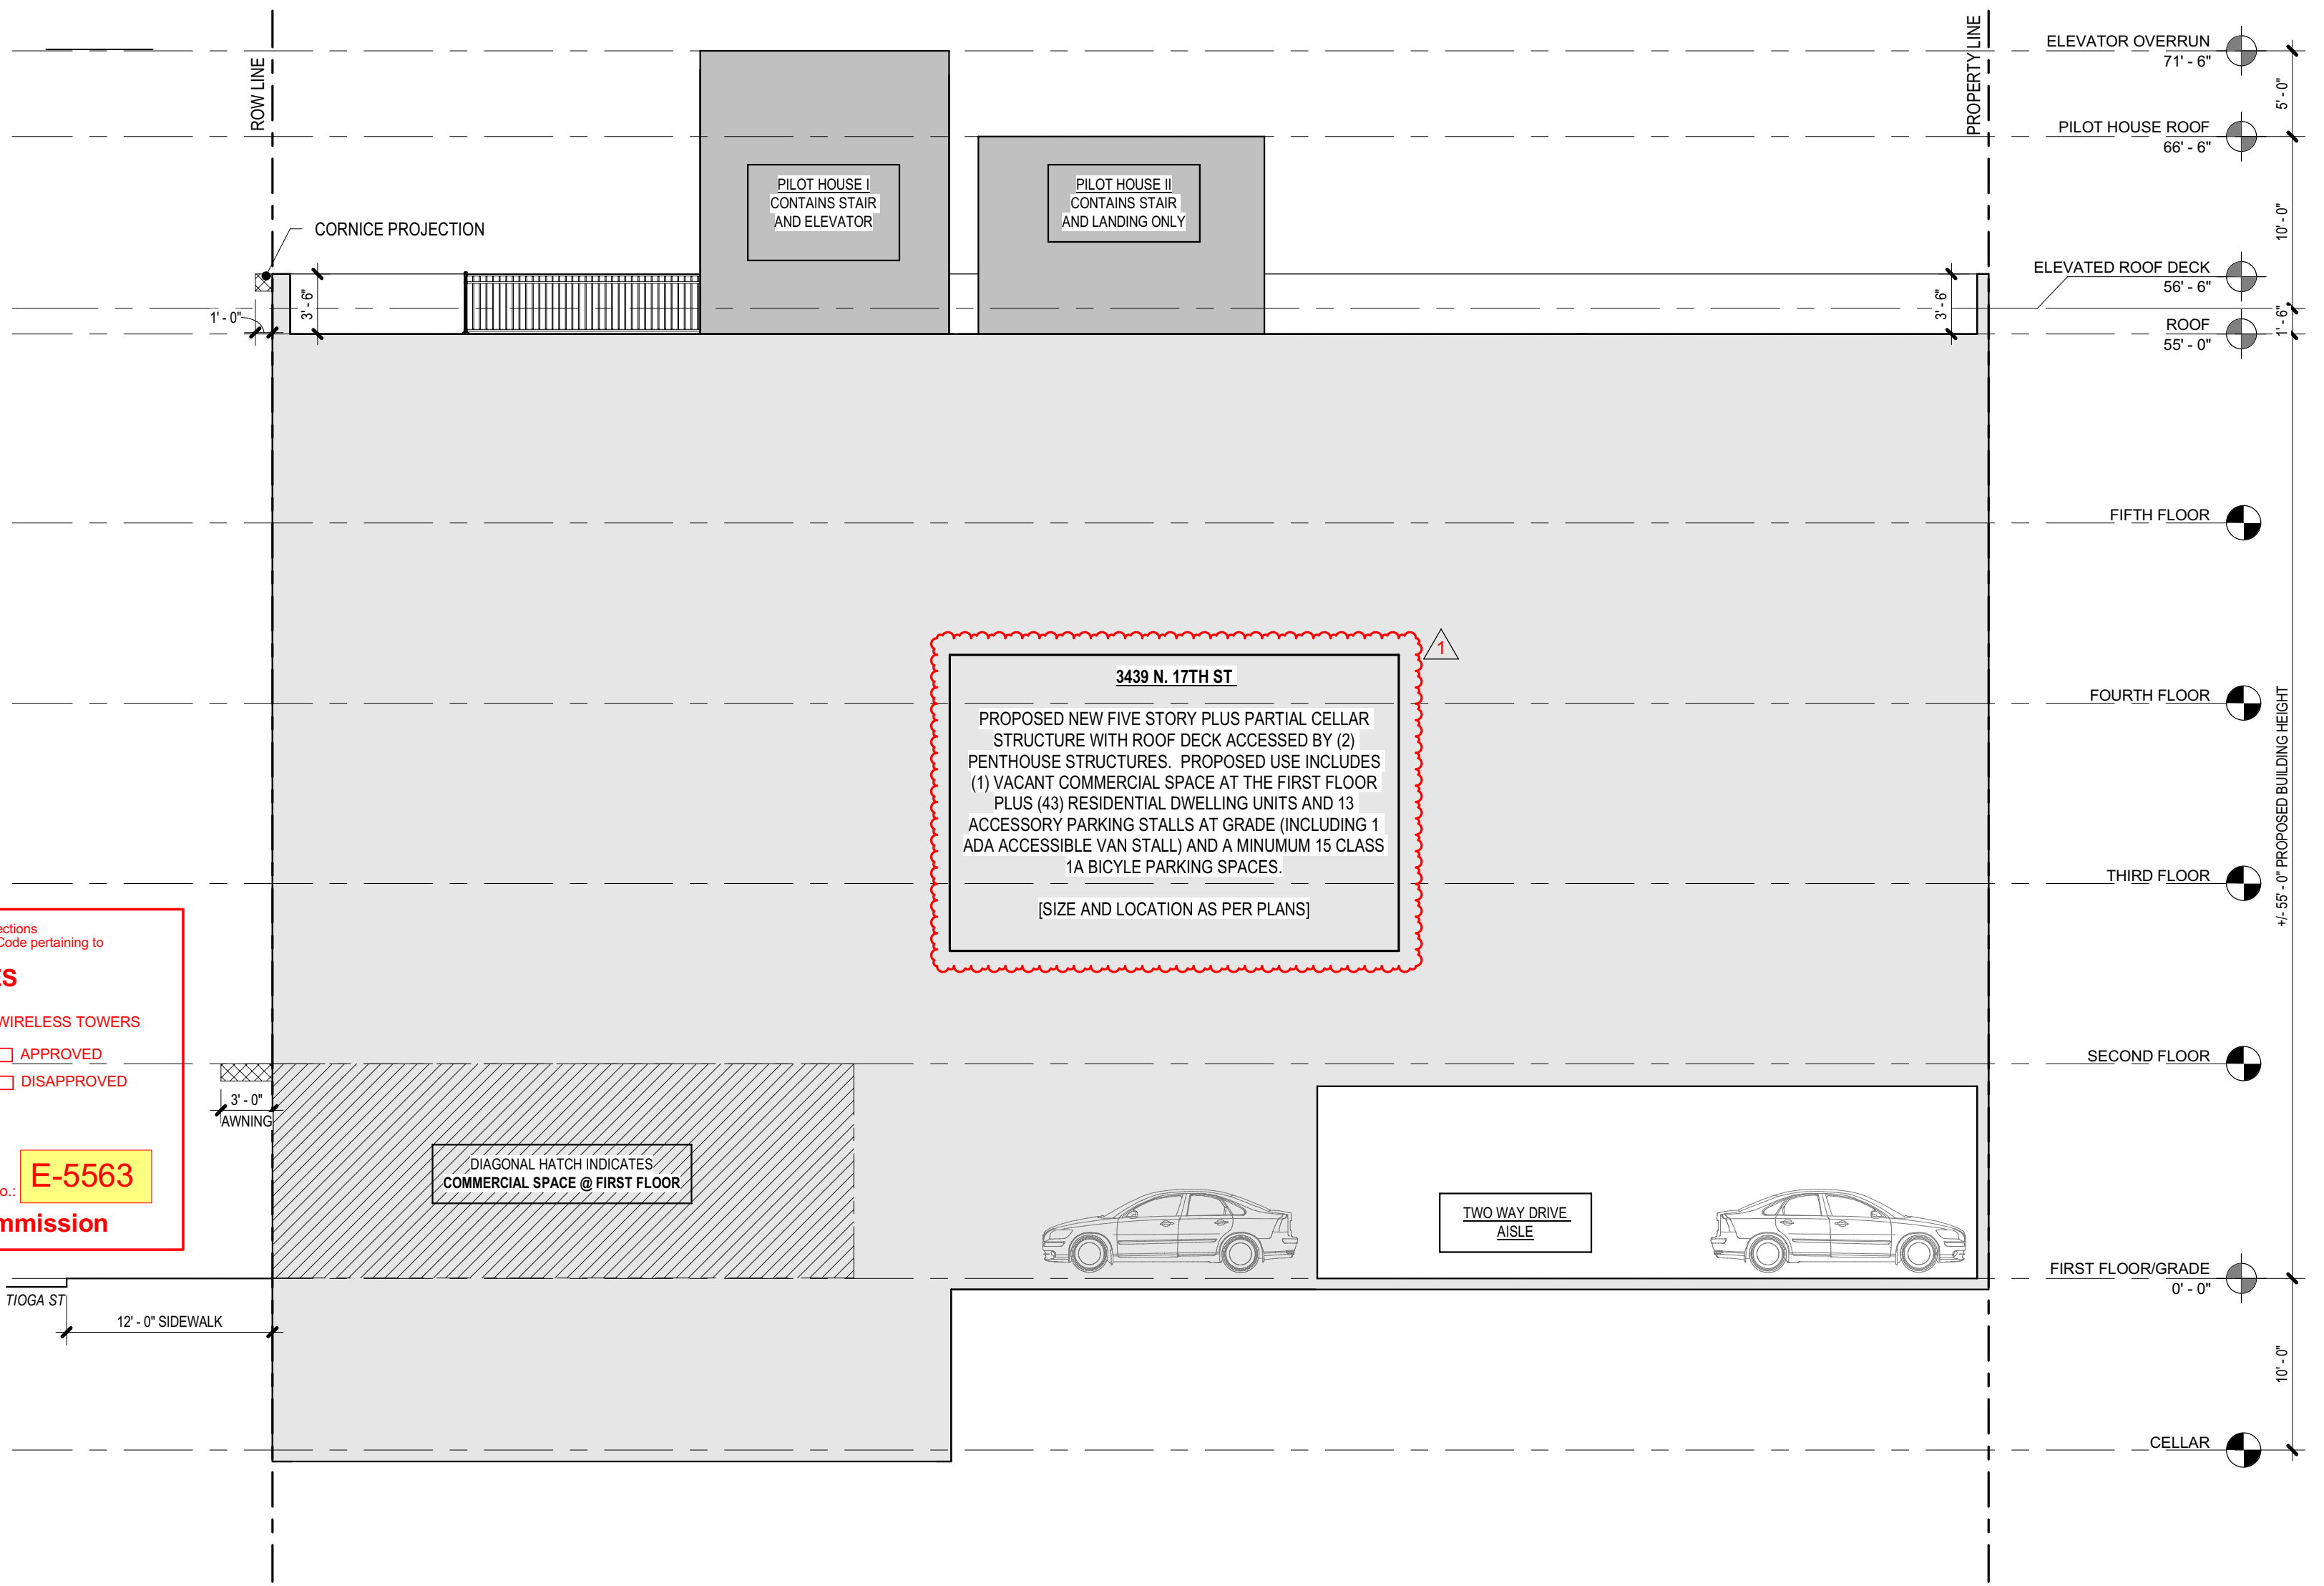 ROW LINE
PROPERTY LINE
ELEVATOR OVERRUN
71' - 6"
5' - 0"
PILOT HOUSE ROOF
66' - 6"
10' - 0"
PILOT HOUSE I
CONTAINS STAIR
AND ELEVATOR
PILOT HOUSE II
CONTAINS STAIR
AND LANDING ONLY
CORNICE PROJECTION
ELEVATED ROOF DECK
56' - 6"
1' - 0"
3' - 6"
3' - 6"
1' - 6"
ROOF
55' - 0"
FIFTH FLOOR
1
3439 N. 17TH ST
PROPOSED NEW FIVE STORY PLUS PARTIAL CELLAR
STRUCTURE WITH ROOF DECK ACCESSED BY (2)
PENTHOUSE STRUCTURES. PROPOSED USE INCLUDES
(1) VACANT COMMERCIAL SPACE AT THE FIRST FLOOR
PLUS (43) RESIDENTIAL DWELLING UNITS AND 13
ACCESSORY PARKING STALLS AT GRADE (INCLUDING 1
ADA ACCESSIBLE VAN STALL) AND A MINUMUM 15 CLASS
1A BICYLE PARKING SPACES.
[SIZE AND LOCATION AS PER PLANS]
FOURTH FLOOR
+/- 55' - 0" PROPOSED BUILDING HEIGHT
THIRD FLOOR
ections
Code pertaining to
ES
WIRELESS TOWERS
APPROVED
DISAPPROVED
o.: E-5563
mmission
SECOND FLOOR
3' - 0"
AWNING
DIAGONAL HATCH INDICATES
COMMERCIAL SPACE @ FIRST FLOOR
TWO WAY DRIVE
AISLE
FIRST FLOOR/GRADE
0' - 0"
TIOGA ST
12' - 0" SIDEWALK
10' - 0"
CELLAR